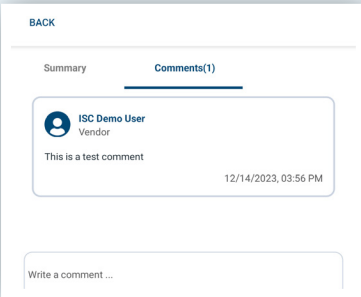 BACK
Summary Comments(1)
ISC Demo User
Vendor
This is a test comment
12/14/2023, 03:56 PM
Write a comment ...